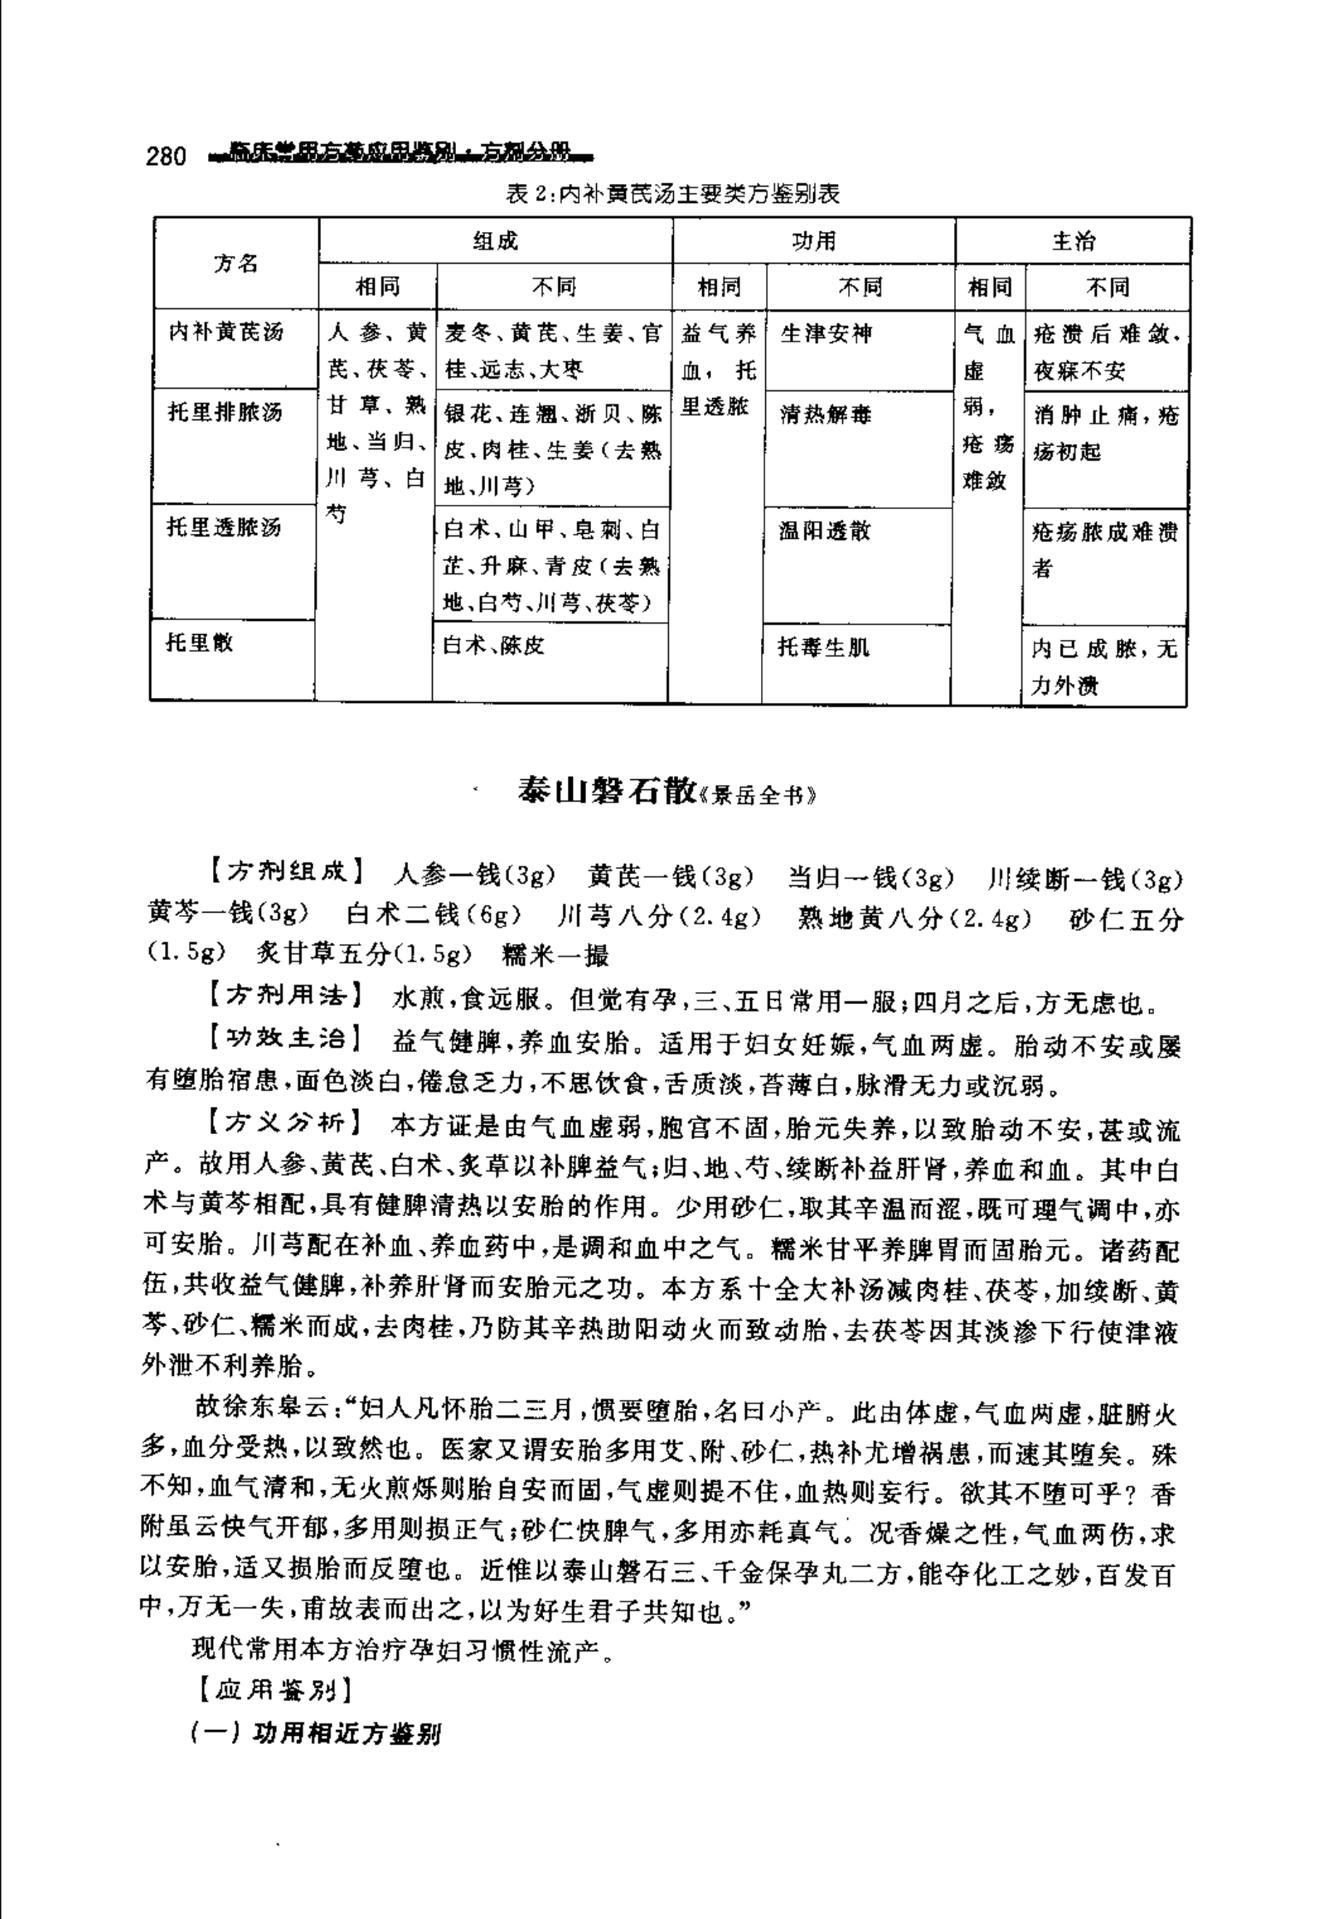 280 临床常用方药应用鉴别·方剂分册
表 2:内补黄芪汤主要类方鉴别表
方名 组成 功用 主治
相同 不同 相同 不同 相同 不同
内补黄芪汤 人参、黄芪、茯苓、甘草、熟地、当归、川芎、白芍 麦冬、黄芪、生姜、官桂、远志、大枣 益气养血，托里透脓 生津安神 气血虚弱，疮疡难敛 疮溃后难敛，夜寐不安
托里排脓汤 银花、连翘、浙贝、陈皮、肉桂、生姜(去熟地、川芎) 清热解毒 消肿止痛，疮疡初起
托里透脓汤 白术、山甲、皂刺、白芷、升麻、青皮(去熟地、白芍、川芎、茯苓) 温阳透散 疮疡脓成难溃者
托里散 白术、陈皮 托毒生肌 内已成脓，无力外溃
泰山磐石散《景岳全书》
【方剂组成】 人参一钱(3g) 黄芪一钱(3g) 当归一钱(3g) 川续断一钱(3g)
黄芩一钱(3g) 白术二钱(6g) 川芎八分(2.4g) 熟地黄八分(2.4g) 砂仁五分
(1.5g) 炙甘草五分(1.5g) 糯米一撮
【方剂用法】 水煎,食远服。但觉有孕,三、五日常用一服;四月之后,方无虑也。
【功效主治】 益气健脾,养血安胎。适用于妇女妊娠,气血两虚。胎动不安或屡
有堕胎宿患,面色淡白,倦怠乏力,不思饮食,舌质淡,苔薄白,脉滑无力或沉弱。
【方义分析】 本方证是由气血虚弱,胞宫不固,胎元失养,以致胎动不安,甚或流
产。故用人参、黄芪、白术、炙草以补脾益气;归、地、芍、续断补益肝肾,养血和血。其中白
术与黄芩相配,具有健脾清热以安胎的作用。少用砂仁,取其辛温而涩,既可理气调中,亦
可安胎。川芎配在补血、养血药中,是调和血中之气。糯米甘平养脾胃而固胎元。诸药配
伍,共收益气健脾,补养肝肾而安胎元之功。本方系十全大补汤减肉桂、茯苓,加续断、黄
芩、砂仁、糯米而成,去肉桂,乃防其辛热助阳动火而致动胎,去茯苓因其淡渗下行使津液
外泄不利养胎。
故徐东皋云:“妇人凡怀胎二三月,惯要堕胎,名曰小产。此由体虚,气血两虚,脏腑火
多,血分受热,以致然也。医家又谓安胎多用艾、附、砂仁,热补尤增祸患,而速其堕矣。殊
不知,血气清和,无火煎烁则胎自安而固,气虚则提不住,血热则妄行。欲其不堕可乎？香
附虽云快气开郁,多用则损正气;砂仁快脾气,多用亦耗真气。况香燥之性,气血两伤,求
以安胎,适又损胎而反堕也。近惟以泰山磐石三、千金保孕丸二方,能夺化工之妙,百发百
中,万无一失,甫故表而出之,以为好生君子共知也。”
现代常用本方治疗孕妇习惯性流产。
【应用鉴别】
(一) 功用相近方鉴别